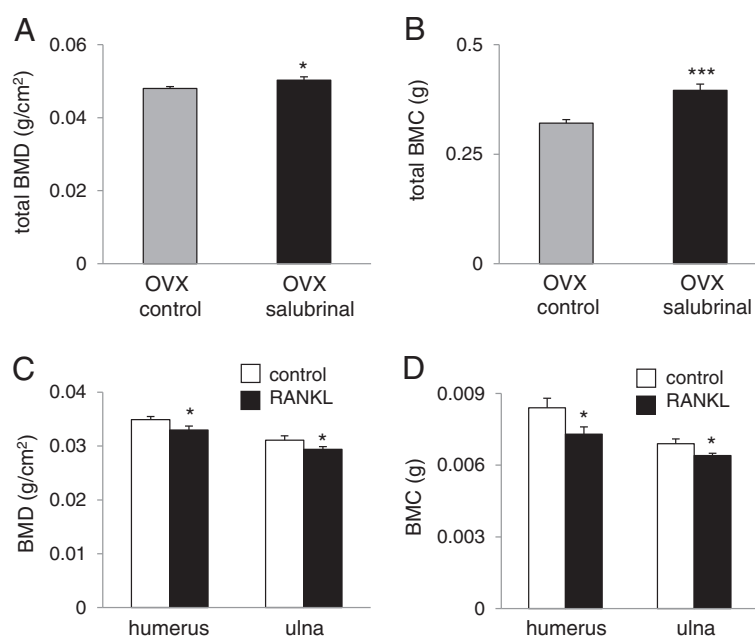 A
total BMD (g/cm²)
0.06
0.04
0.02
0
*
OVX
control
OVX
salubrinal
B
total BMC (g)
0.5
0.25
0
***
OVX
control
OVX
salubrinal
C
BMD (g/cm²)
0.04
0.03
0.02
0.01
0
control
RANKL
*
*
humerus
ulna
D
BMC (g)
0.009
0.006
0.003
0
control
RANKL
*
*
humerus
ulna